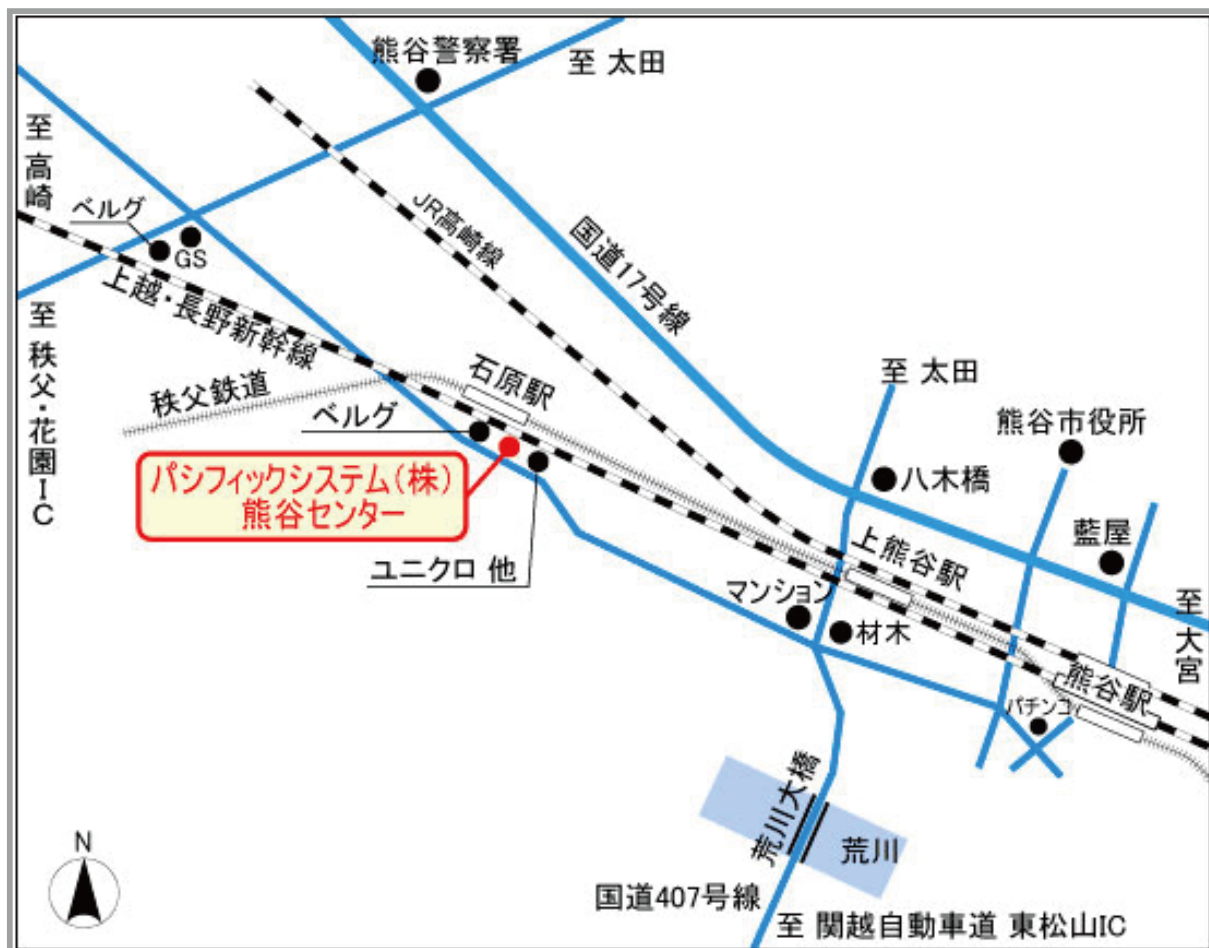 熊谷警察署
至 太田
至 高崎
ベルグ
GS
JR高崎線
国道17号線
上越・長野新幹線
至 秩父・花園IC
秩父鉄道
石原駅
ベルグ
至 太田
熊谷市役所
八木橋
パシフィックシステム(株)
熊谷センター
藍屋
上熊谷駅
ユニクロ 他
マンション
材木
至 大宮
熊谷駅
パチンコ
荒川大橋
荒川
国道407号線
至 関越自動車道 東松山IC
N